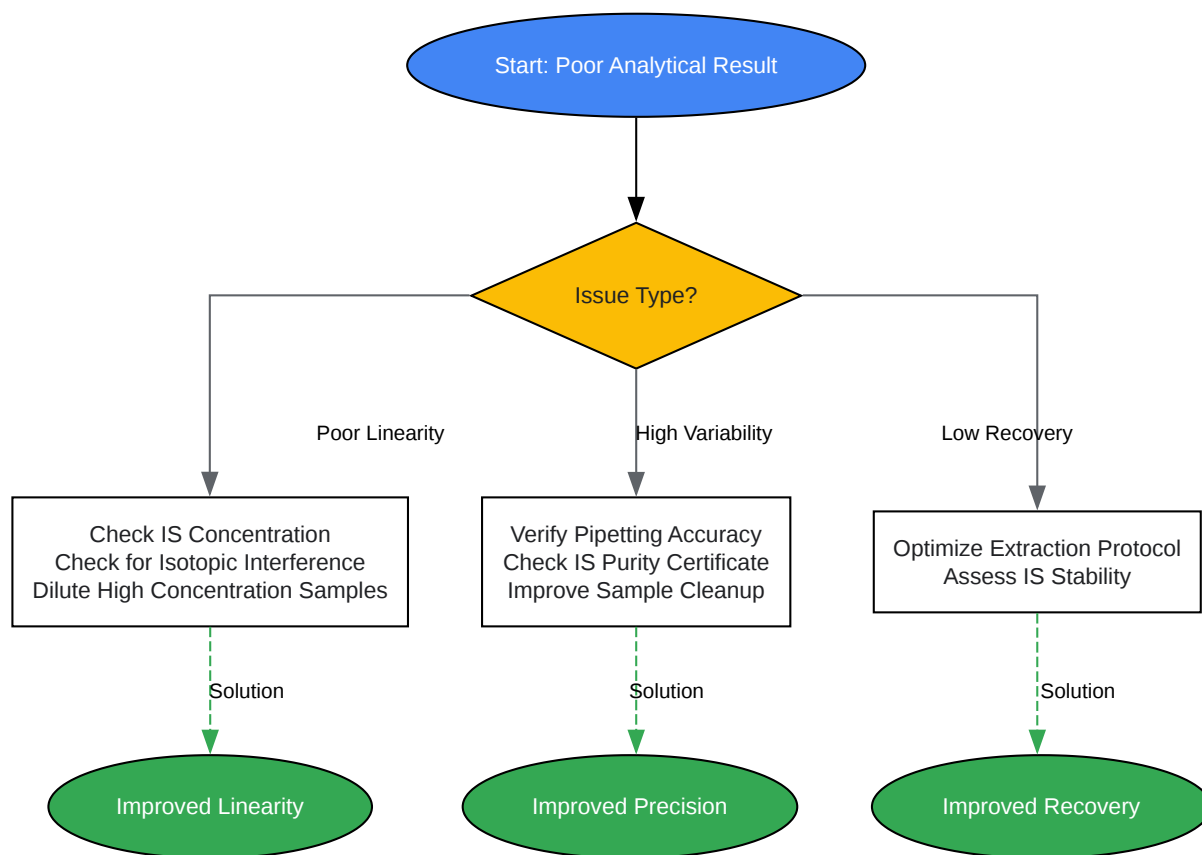 Start: Poor Analytical Result
Issue Type?
Poor Linearity
High Variability
Low Recovery
Check IS Concentration
Check for Isotopic Interference
Dilute High Concentration Samples
Verify Pipetting Accuracy
Check IS Purity Certificate
Improve Sample Cleanup
Optimize Extraction Protocol
Assess IS Stability
Solution
Solution
Solution
Improved Linearity
Improved Precision
Improved Recovery